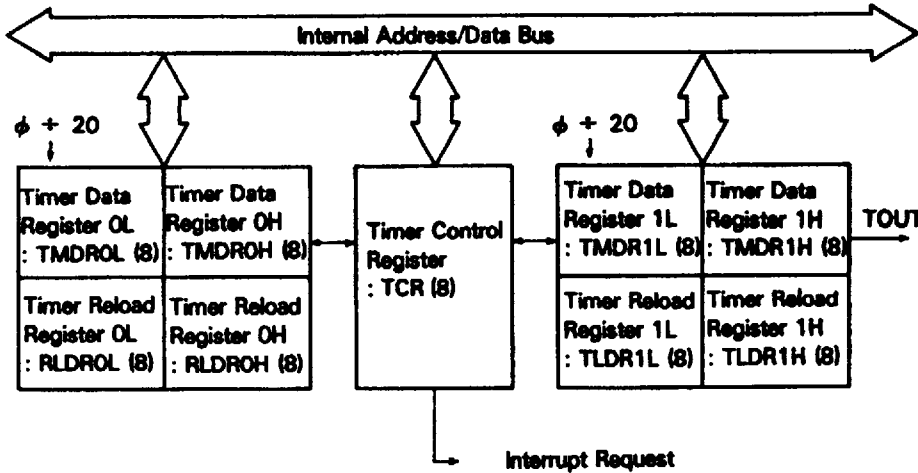 Internal Address/Data Bus
ϕ ÷ 20
ϕ ÷ 20
Timer Data
Register 0L
: TMDR0L (8)
Timer Data
Register 0H
: TMDR0H (8)
Timer Reload
Register 0L
: RLDR0L (8)
Timer Reload
Register 0H
: RLDR0H (8)
Timer Control
Register
: TCR (8)
Timer Data
Register 1L
: TMDR1L (8)
Timer Data
Register 1H
: TMDR1H (8)
Timer Reload
Register 1L
: TLDR1L (8)
Timer Reload
Register 1H
: TLDR1H (8)
TOUT
Interrupt Request